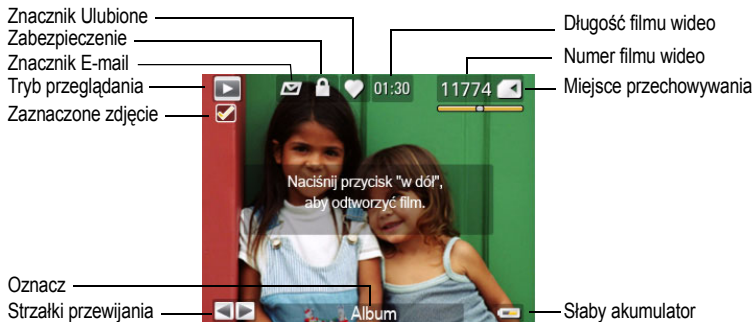 Znacznik Ulubione
Zabezpieczenie
Znacznik E-mail
Tryb przeglądania
Zaznaczone zdjęcie
Długość filmu wideo
Numer filmu wideo
Miejsce przechowywania
01:30
11774
Naciśnij przycisk "w dół",
aby odtworzyć film.
Oznacz
Strzałki przewijania
Album
Słaby akumulator